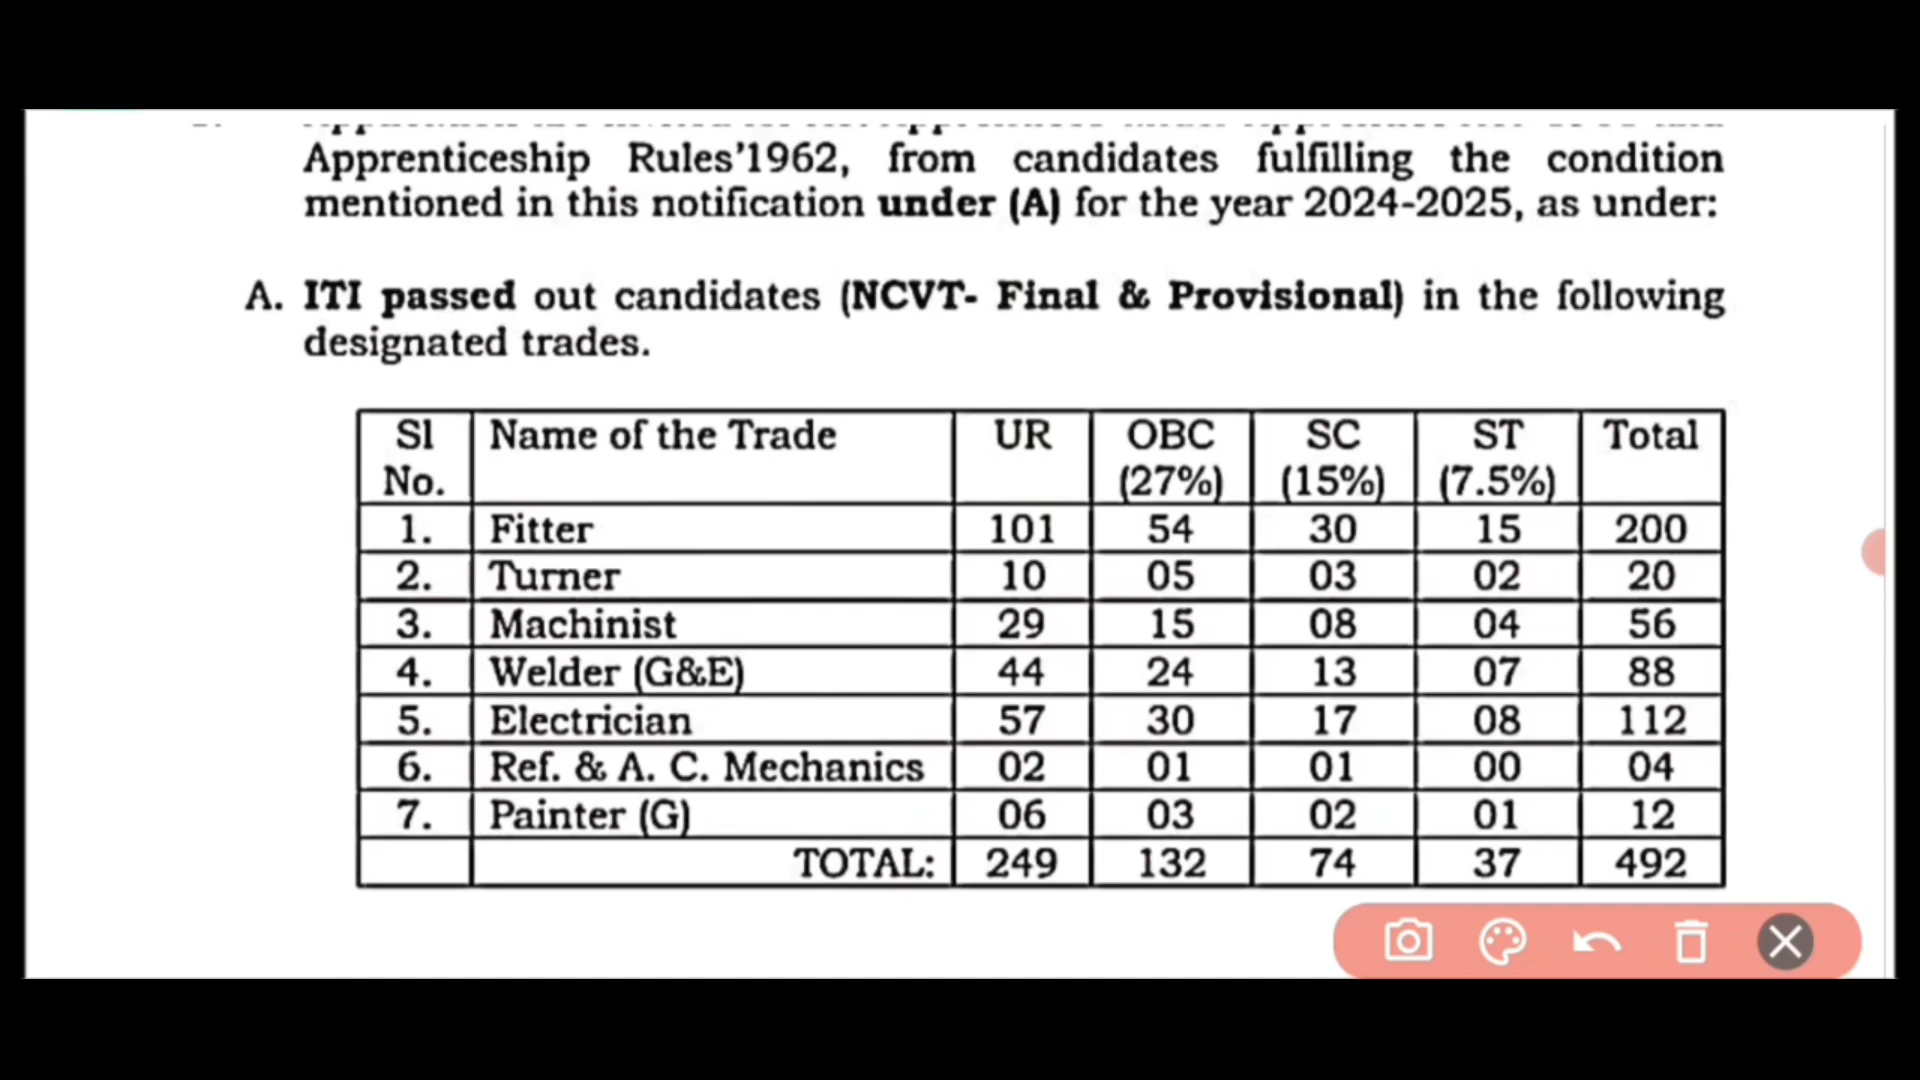 Apprenticeship Rules'1962, from candidates fulfilling the condition
mentioned in this notification under (A) for the year 2024-2025, as under:
A. ITI passed out candidates (NCVT- Final & Provisional) in the following
designated trades.
Sl No. Name of the Trade UR OBC (27%) SC (15%) ST (7.5%) Total
1. Fitter 101 54 30 15 200
2. Turner 10 05 03 02 20
3. Machinist 29 15 08 04 56
4. Welder (G&E) 44 24 13 07 88
5. Electrician 57 30 17 08 112
6. Ref. & A. C. Mechanics 02 01 01 00 04
7. Painter (G) 06 03 02 01 12
TOTAL: 249 132 74 37 492